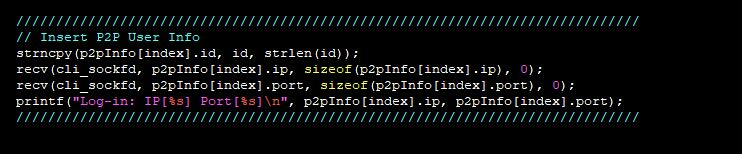 //////////////////////////////////////////////////////////////////////////////
// Insert P2P User Info
strncpy(p2pInfo[index].id, id, strlen(id));
recv(cli_sockfd, p2pInfo[index].ip, sizeof(p2pInfo[index].ip), 0);
recv(cli_sockfd, p2pInfo[index].port, sizeof(p2pInfo[index].port), 0);
printf("Log-in: IP[%s] Port[%s]\n", p2pInfo[index].ip, p2pInfo[index].port);
//////////////////////////////////////////////////////////////////////////////